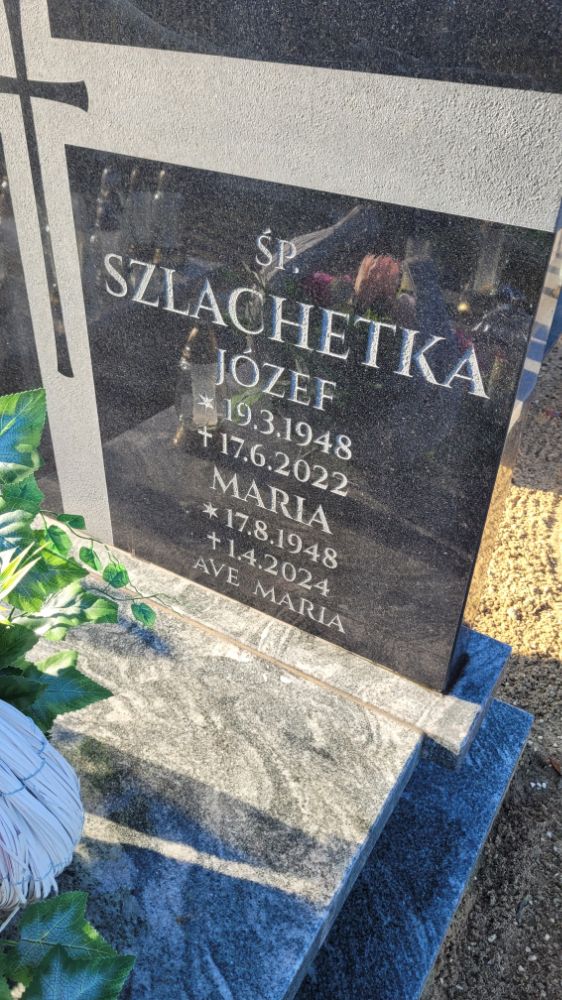 ŚP.
SZLACHETKA
JÓZEF
* 19.3.1948
✝ 17.6.2022
MARIA
* 17.8.1948
✝ 1.4.2024
AVE MARIA